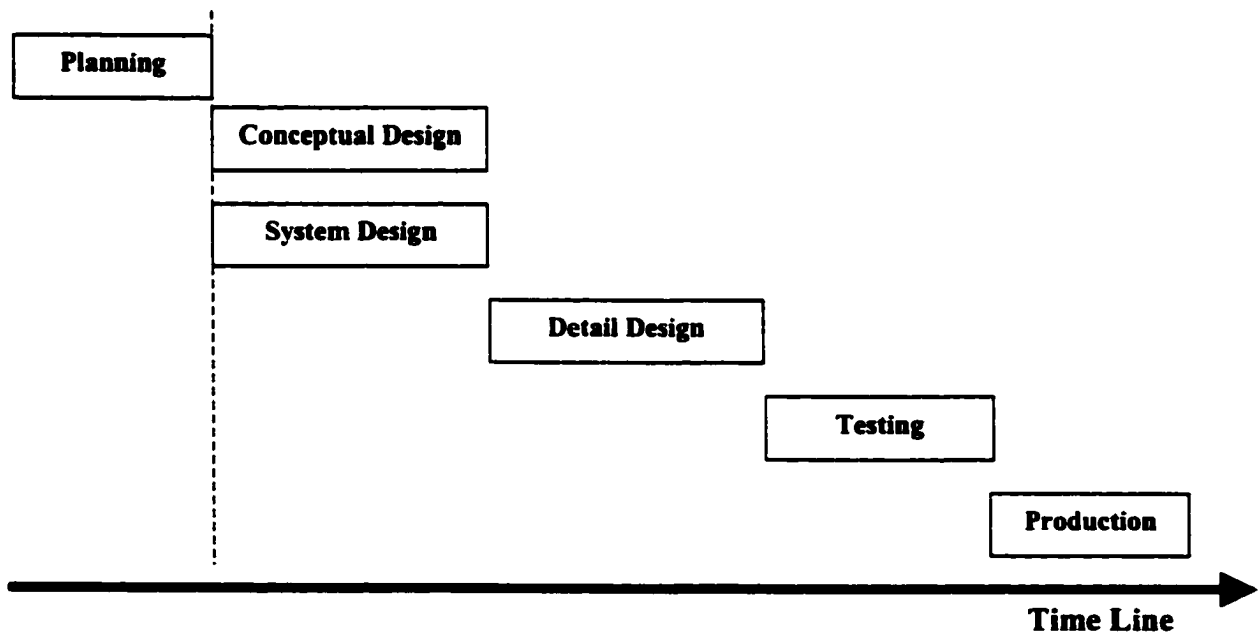 Planning
Conceptual Design
System Design
Detail Design
Testing
Production
Time Line